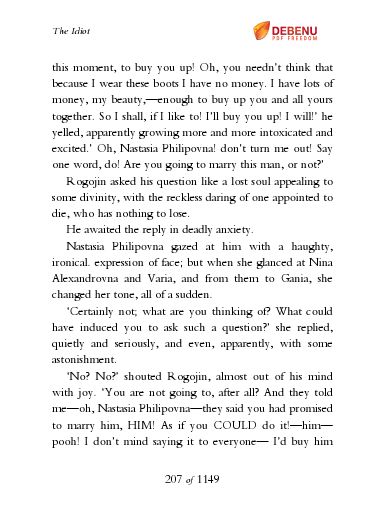 The Idiot
DEBENU
PDF FREEDOM
this moment, to buy you up! Oh, you needn’t think that
because I wear these boots I have no money. I have lots of
money, my beauty,—enough to buy up you and all yours
together. So I shall, if I like to! I’ll buy you up! I will!’ he
yelled, apparently growing more and more intoxicated and
excited.’ Oh, Nastasia Philipovna! don’t turn me out! Say
one word, do! Are you going to marry this man, or not?’
Rogojin asked his question like a lost soul appealing to
some divinity, with the reckless daring of one appointed to
die, who has nothing to lose.
He awaited the reply in deadly anxiety.
Nastasia Philipovna gazed at him with a haughty,
ironical. expression of face; but when she glanced at Nina
Alexandrovna and Varia, and from them to Gania, she
changed her tone, all of a sudden.
‘Certainly not; what are you thinking of? What could
have induced you to ask such a question?’ she replied,
quietly and seriously, and even, apparently, with some
astonishment.
‘No? No?’ shouted Rogojin, almost out of his mind
with joy. ‘You are not going to, after all? And they told
me—oh, Nastasia Philipovna—they said you had promised
to marry him, HIM! As if you COULD do it!—him—
pooh! I don’t mind saying it to everyone— I’d buy him
207 of 1149